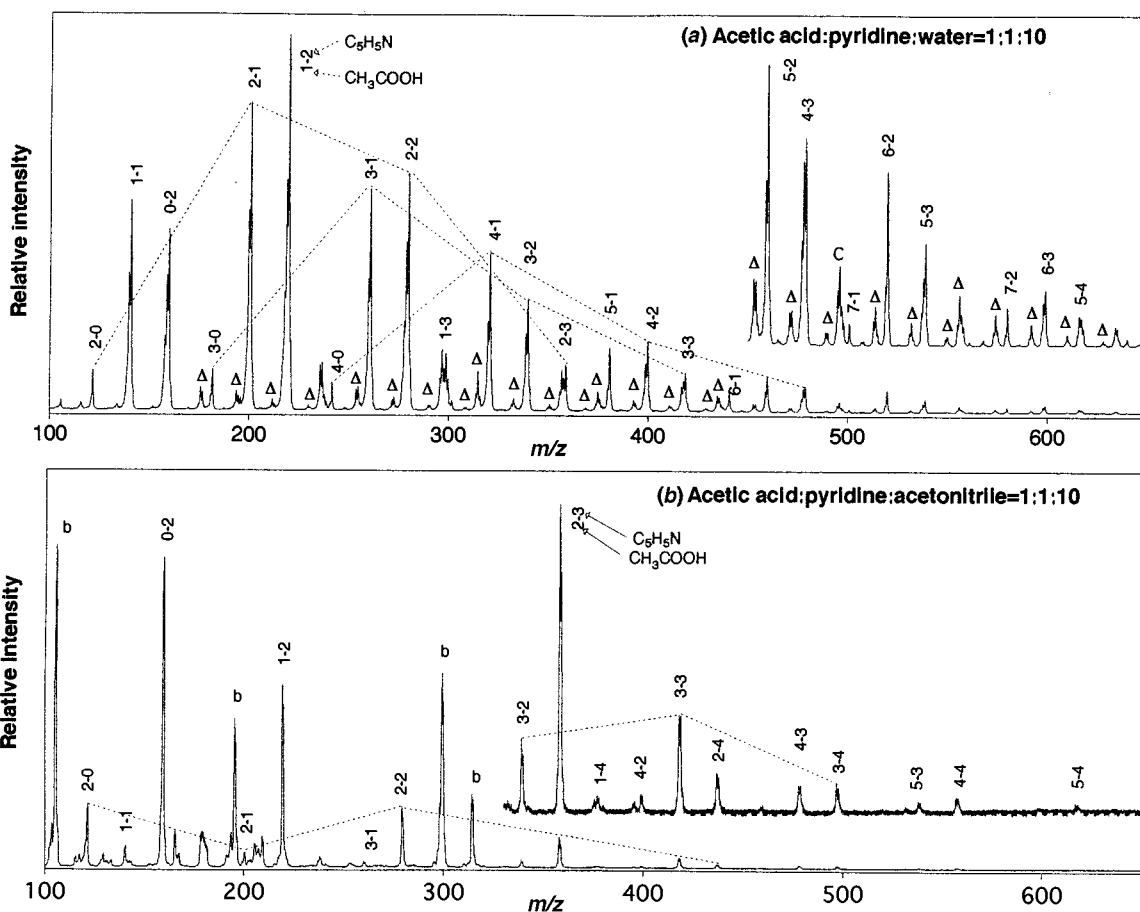 (a) Acetic acid:pyridine:water=1:1:10
C5H5N
CH3COOH
1-2
2-1
1-1
0-2
2-0
3-0
Δ
Δ
Δ
Δ
3-1
2-2
4-0
Δ
Δ
Δ
1-3
Δ
Δ
4-1
3-2
Δ
Δ
2-3
Δ
Δ
5-1
Δ
4-2
Δ
3-3
Δ
Δ
6-1
Δ
5-2
Δ
4-3
Δ
C
7-1
Δ
6-2
Δ
5-3
Δ
Δ
Δ
7-2
Δ
6-3
Δ
5-4
Δ
Relative intensity
100
200
300
400
500
600
m/z
(b) Acetic acid:pyridine:acetonitrile=1:1:10
C5H5N
CH3COOH
2-3
b
0-2
2-0
1-1
b
2-1
1-2
3-1
2-2
b
b
3-2
1-4
4-2
3-3
2-4
4-3
3-4
5-3
4-4
5-4
Relative Intensity
100
200
300
400
500
600
m/z